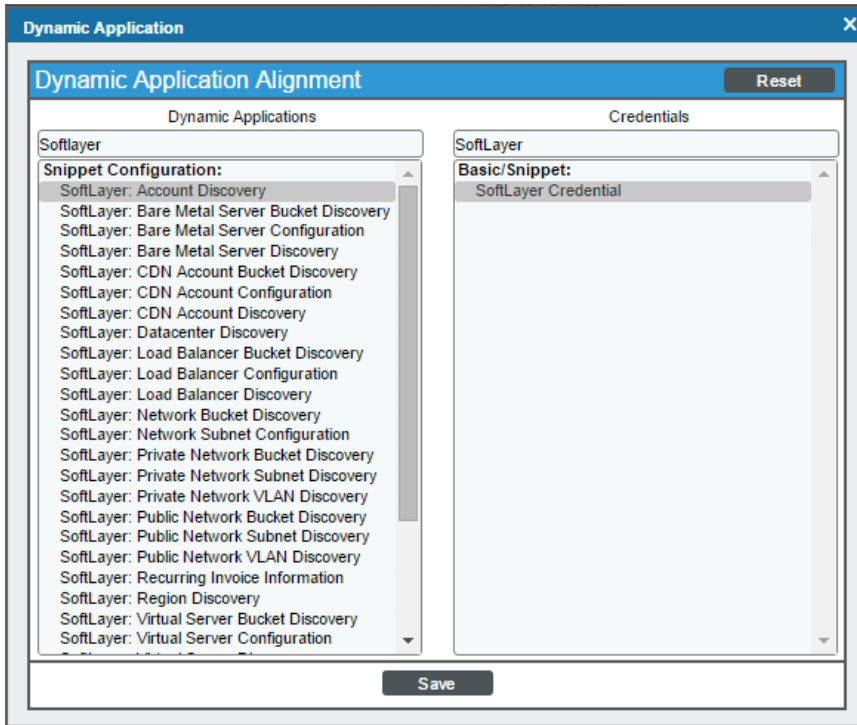 Dynamic Application
X
Dynamic Application Alignment
Reset
Dynamic Applications
Credentials
Softlayer
SoftLayer
Snippet Configuration:
SoftLayer: Account Discovery
SoftLayer: Bare Metal Server Bucket Discovery
SoftLayer: Bare Metal Server Configuration
SoftLayer: Bare Metal Server Discovery
SoftLayer: CDN Account Bucket Discovery
SoftLayer: CDN Account Configuration
SoftLayer: CDN Account Discovery
SoftLayer: Datacenter Discovery
SoftLayer: Load Balancer Bucket Discovery
SoftLayer: Load Balancer Configuration
SoftLayer: Load Balancer Discovery
SoftLayer: Network Bucket Discovery
SoftLayer: Network Subnet Configuration
SoftLayer: Private Network Bucket Discovery
SoftLayer: Private Network Subnet Discovery
SoftLayer: Private Network VLAN Discovery
SoftLayer: Public Network Bucket Discovery
SoftLayer: Public Network Subnet Discovery
SoftLayer: Public Network VLAN Discovery
SoftLayer: Recurring Invoice Information
SoftLayer: Region Discovery
SoftLayer: Virtual Server Bucket Discovery
SoftLayer: Virtual Server Configuration
Basic/Snippet:
SoftLayer Credential
Save